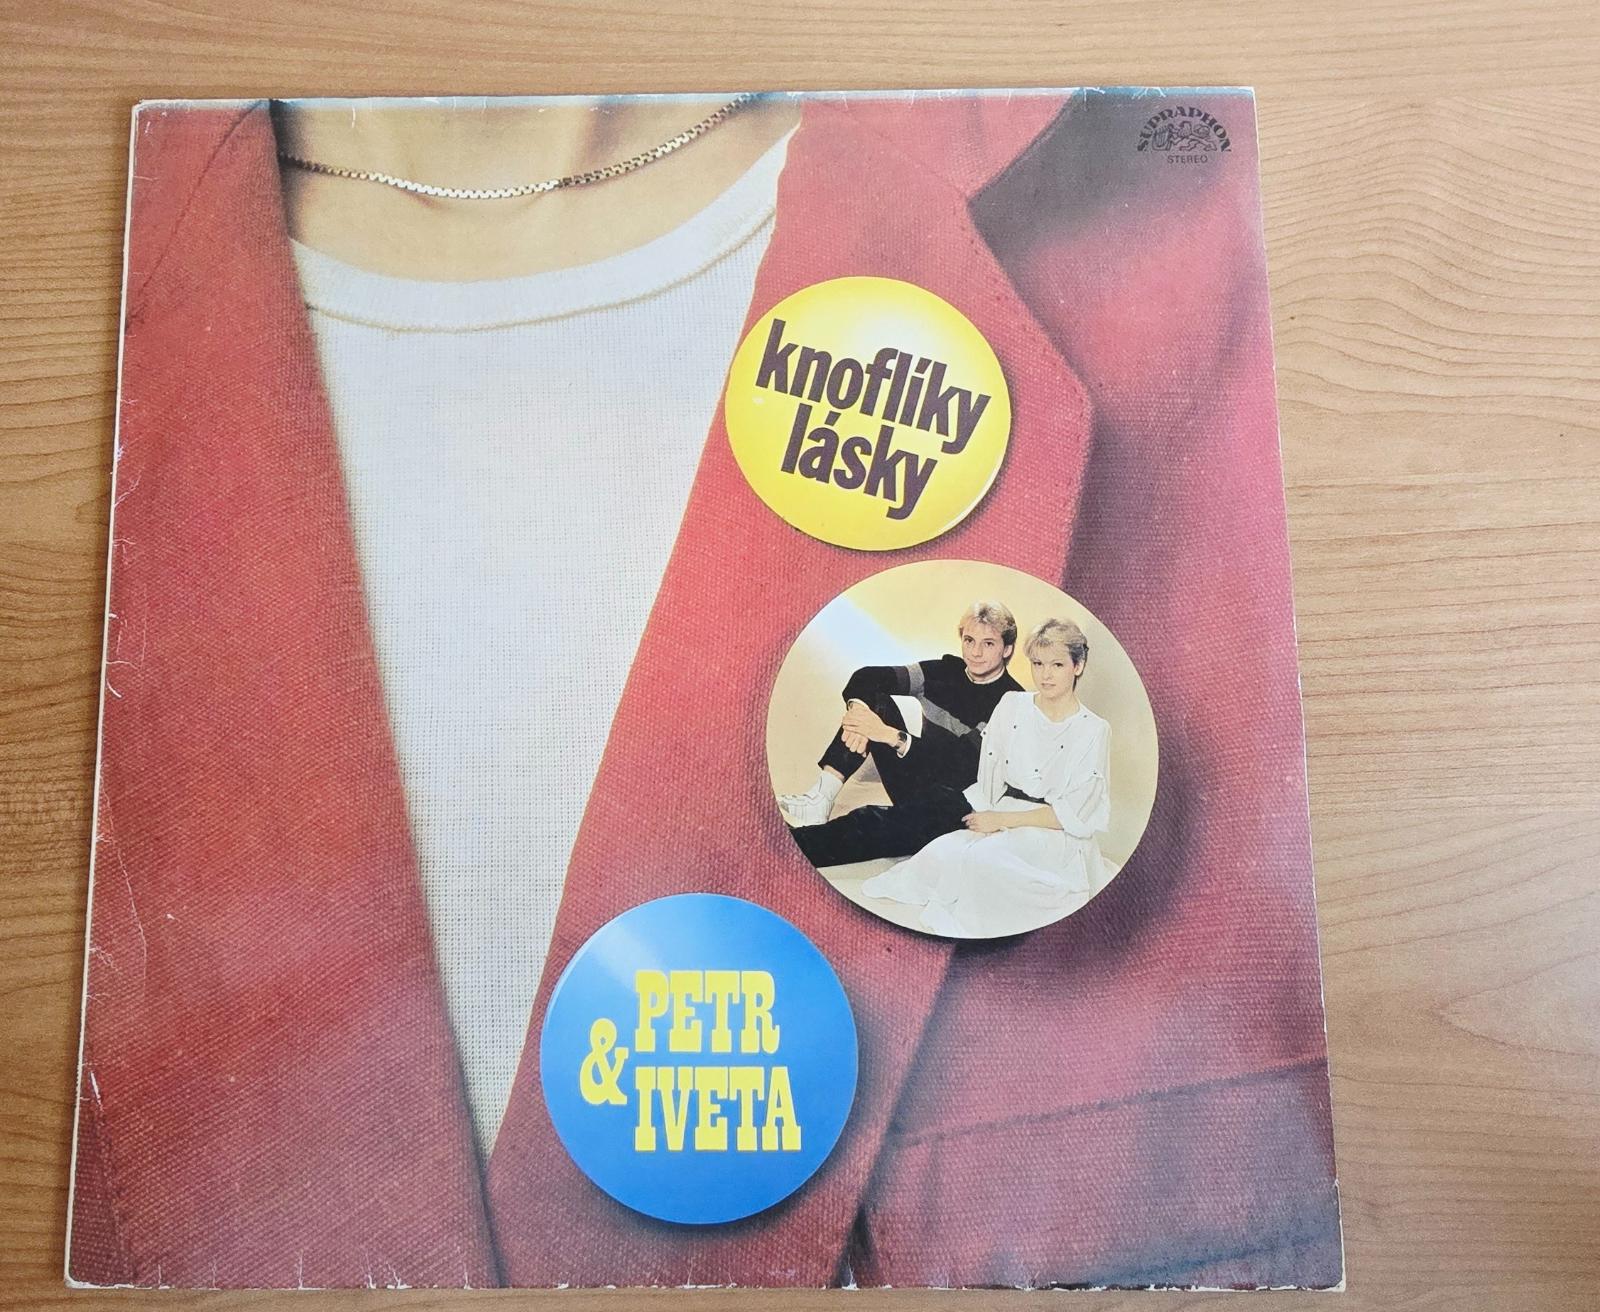 SUPRAPHON
STEREO
knoflíky
lásky
PETR
& IVETA